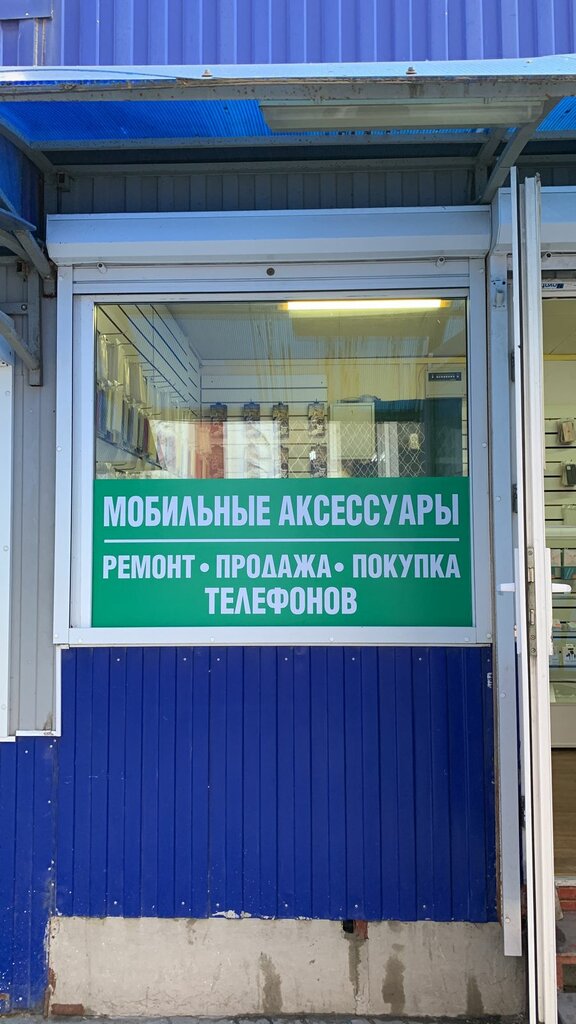 МОБИЛЬНЫЕ АКСЕССУАРЫ
РЕМОНТ • ПРОДАЖА • ПОКУПКА
ТЕЛЕФОНОВ